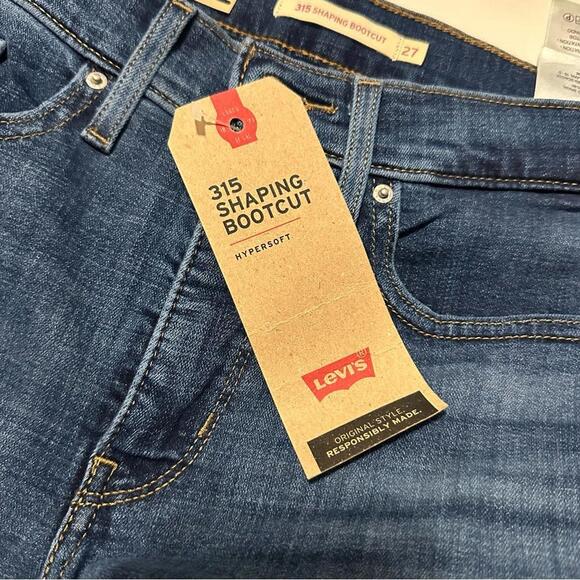 315 SHAPING BOOTCUT
27
315
SHAPING
BOOTCUT
HYPERSOFT
Levi's®
ORIGINAL STYLE.
RESPONSIBLY MADE.